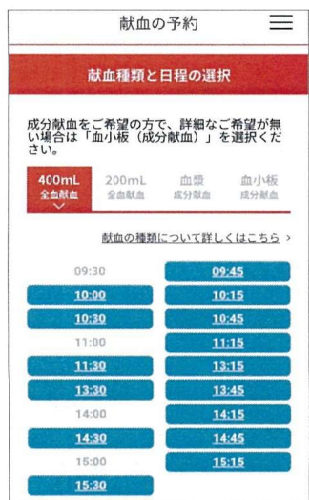 献血の予約
献血種類と日程の選択
成分献血をご希望の方で、詳細なご希望が無
い場合は「血小板（成分献血）」を選択くだ
さい。
400mL 200mL 血漿 血小板
全血献血 全血献血 成分献血 成分献血
献血の種類について詳しくはこちら >
09:30 09:45
10:00 10:15
10:30 10:45
11:00 11:15
11:30 13:15
13:30 13:45
14:00 14:15
14:30 14:45
15:00 15:15
15:30